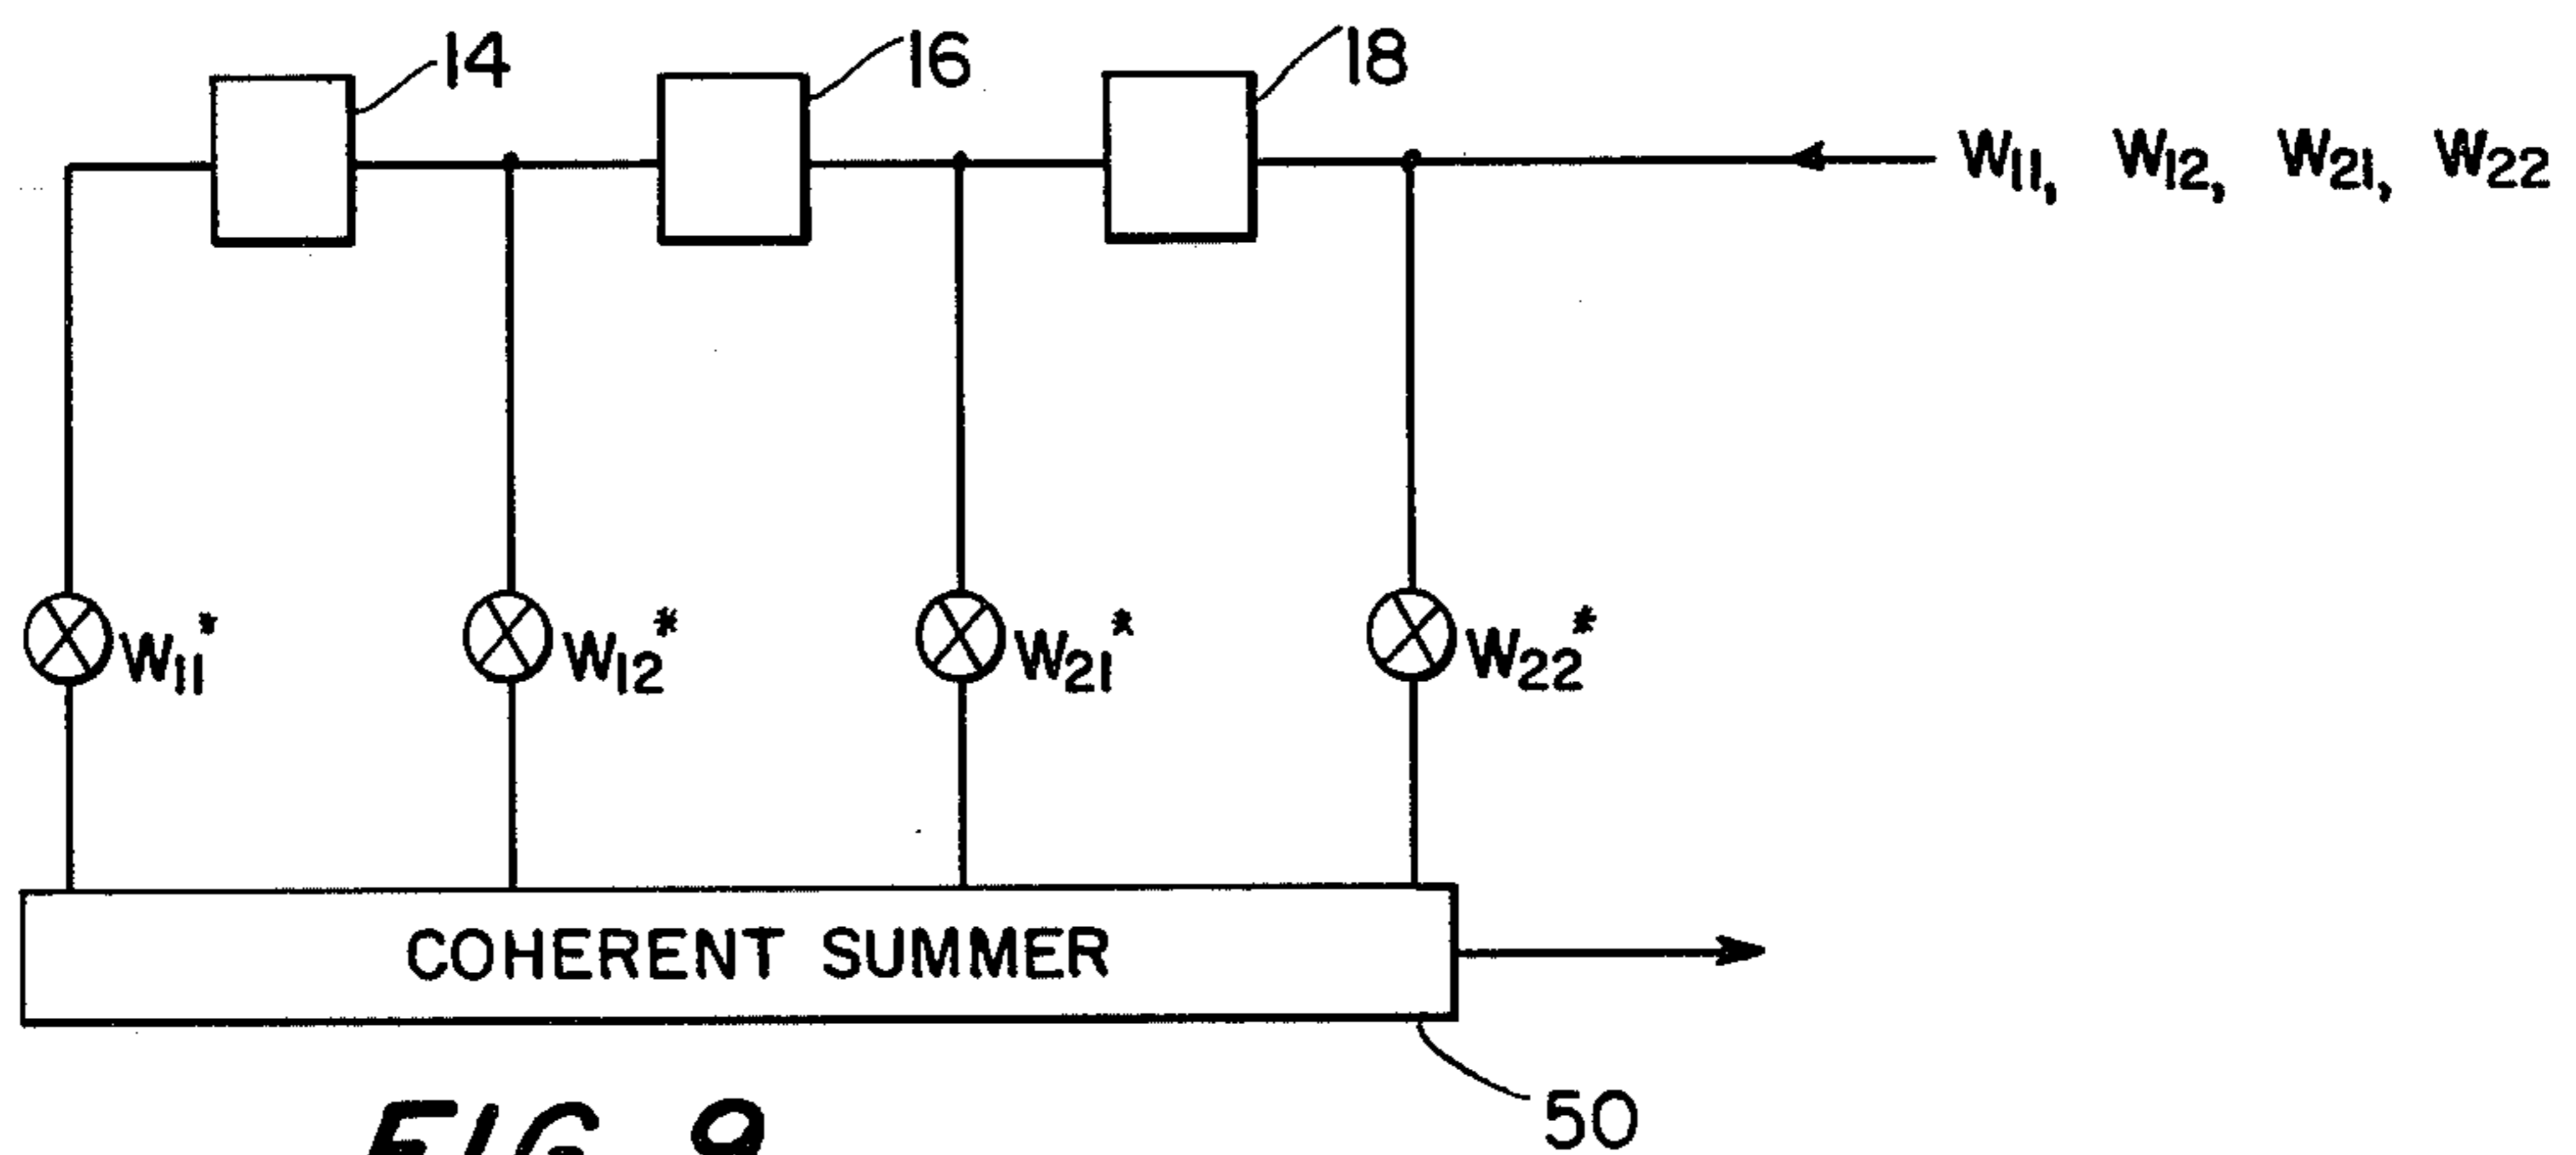 14
16
18
W11, W12, W21, W22
W11*
W12*
W21*
W22*
COHERENT SUMMER
50